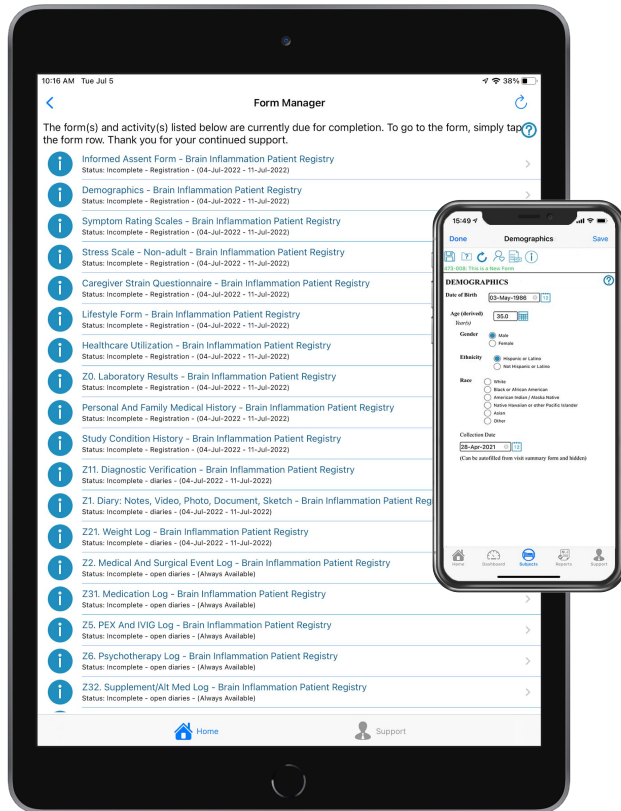 10:16 AM Tue Jul 5
38%
Form Manager
The form(s) and activity(s) listed below are currently due for completion. To go to the form, simply tap
the form row. Thank you for your continued support.
Informed Assent Form - Brain Inflammation Patient Registry
Status: Incomplete - Registration - (04-Jul-2022 - 11-Jul-2022)
Demographics - Brain Inflammation Patient Registry
Status: Incomplete - Registration - (04-Jul-2022 - 11-Jul-2022)
Symptom Rating Scales - Brain Inflammation Patient Registry
Status: Incomplete - Registration - (04-Jul-2022 - 11-Jul-2022)
Stress Scale - Non-adult - Brain Inflammation Patient Registry
Status: Incomplete - Registration - (04-Jul-2022 - 11-Jul-2022)
Caregiver Strain Questionnaire - Brain Inflammation Patient Registry
Status: Incomplete - Registration - (04-Jul-2022 - 11-Jul-2022)
Lifestyle Form - Brain Inflammation Patient Registry
Status: Incomplete - Registration - (04-Jul-2022 - 11-Jul-2022)
Healthcare Utilization - Brain Inflammation Patient Registry
Status: Incomplete - Registration - (04-Jul-2022 - 11-Jul-2022)
Z0. Laboratory Results - Brain Inflammation Patient Registry
Status: Incomplete - Registration - (04-Jul-2022 - 11-Jul-2022)
Personal And Family Medical History - Brain Inflammation Patient Registry
Status: Incomplete - Registration - (04-Jul-2022 - 11-Jul-2022)
Study Condition History - Brain Inflammation Patient Registry
Status: Incomplete - Registration - (04-Jul-2022 - 11-Jul-2022)
Z11. Diagnostic Verification - Brain Inflammation Patient Registry
Status: Incomplete - diaries - (04-Jul-2022 - 11-Jul-2022)
Z1. Diary: Notes, Video, Photo, Document, Sketch - Brain Inflammation Patient Reg
Status: Incomplete - diaries - (04-Jul-2022 - 11-Jul-2022)
Z21. Weight Log - Brain Inflammation Patient Registry
Status: Incomplete - diaries - (04-Jul-2022 - 11-Jul-2022)
Z2. Medical And Surgical Event Log - Brain Inflammation Patient Registry
Status: Incomplete - open diaries - (Always Available)
Z31. Medication Log - Brain Inflammation Patient Registry
Status: Incomplete - open diaries - (Always Available)
Z5. PEX And IVIG Log - Brain Inflammation Patient Registry
Status: Incomplete - open diaries - (Always Available)
Z6. Psychotherapy Log - Brain Inflammation Patient Registry
Status: Incomplete - open diaries - (Always Available)
Z32. Supplement/Alt Med Log - Brain Inflammation Patient Registry
Status: Incomplete - open diaries - (Always Available)
Home
Support
15:49
Done Demographics Save
473-008: This is a New Form
DEMOGRAPHICS
Date of Birth 03-May-1986
Age (derived) 35.0
Year(s)
Gender Male
Female
Ethnicity Hispanic or Latino
Not Hispanic or Latino
Race White
Black or African American
American Indian / Alaska Native
Native Hawaiian or other Pacific Islander
Asian
Other
Collection Date
28-Apr-2021
(Can be autofilled from visit summary form and hidden)
Home Dashboard Subjects Reports Support